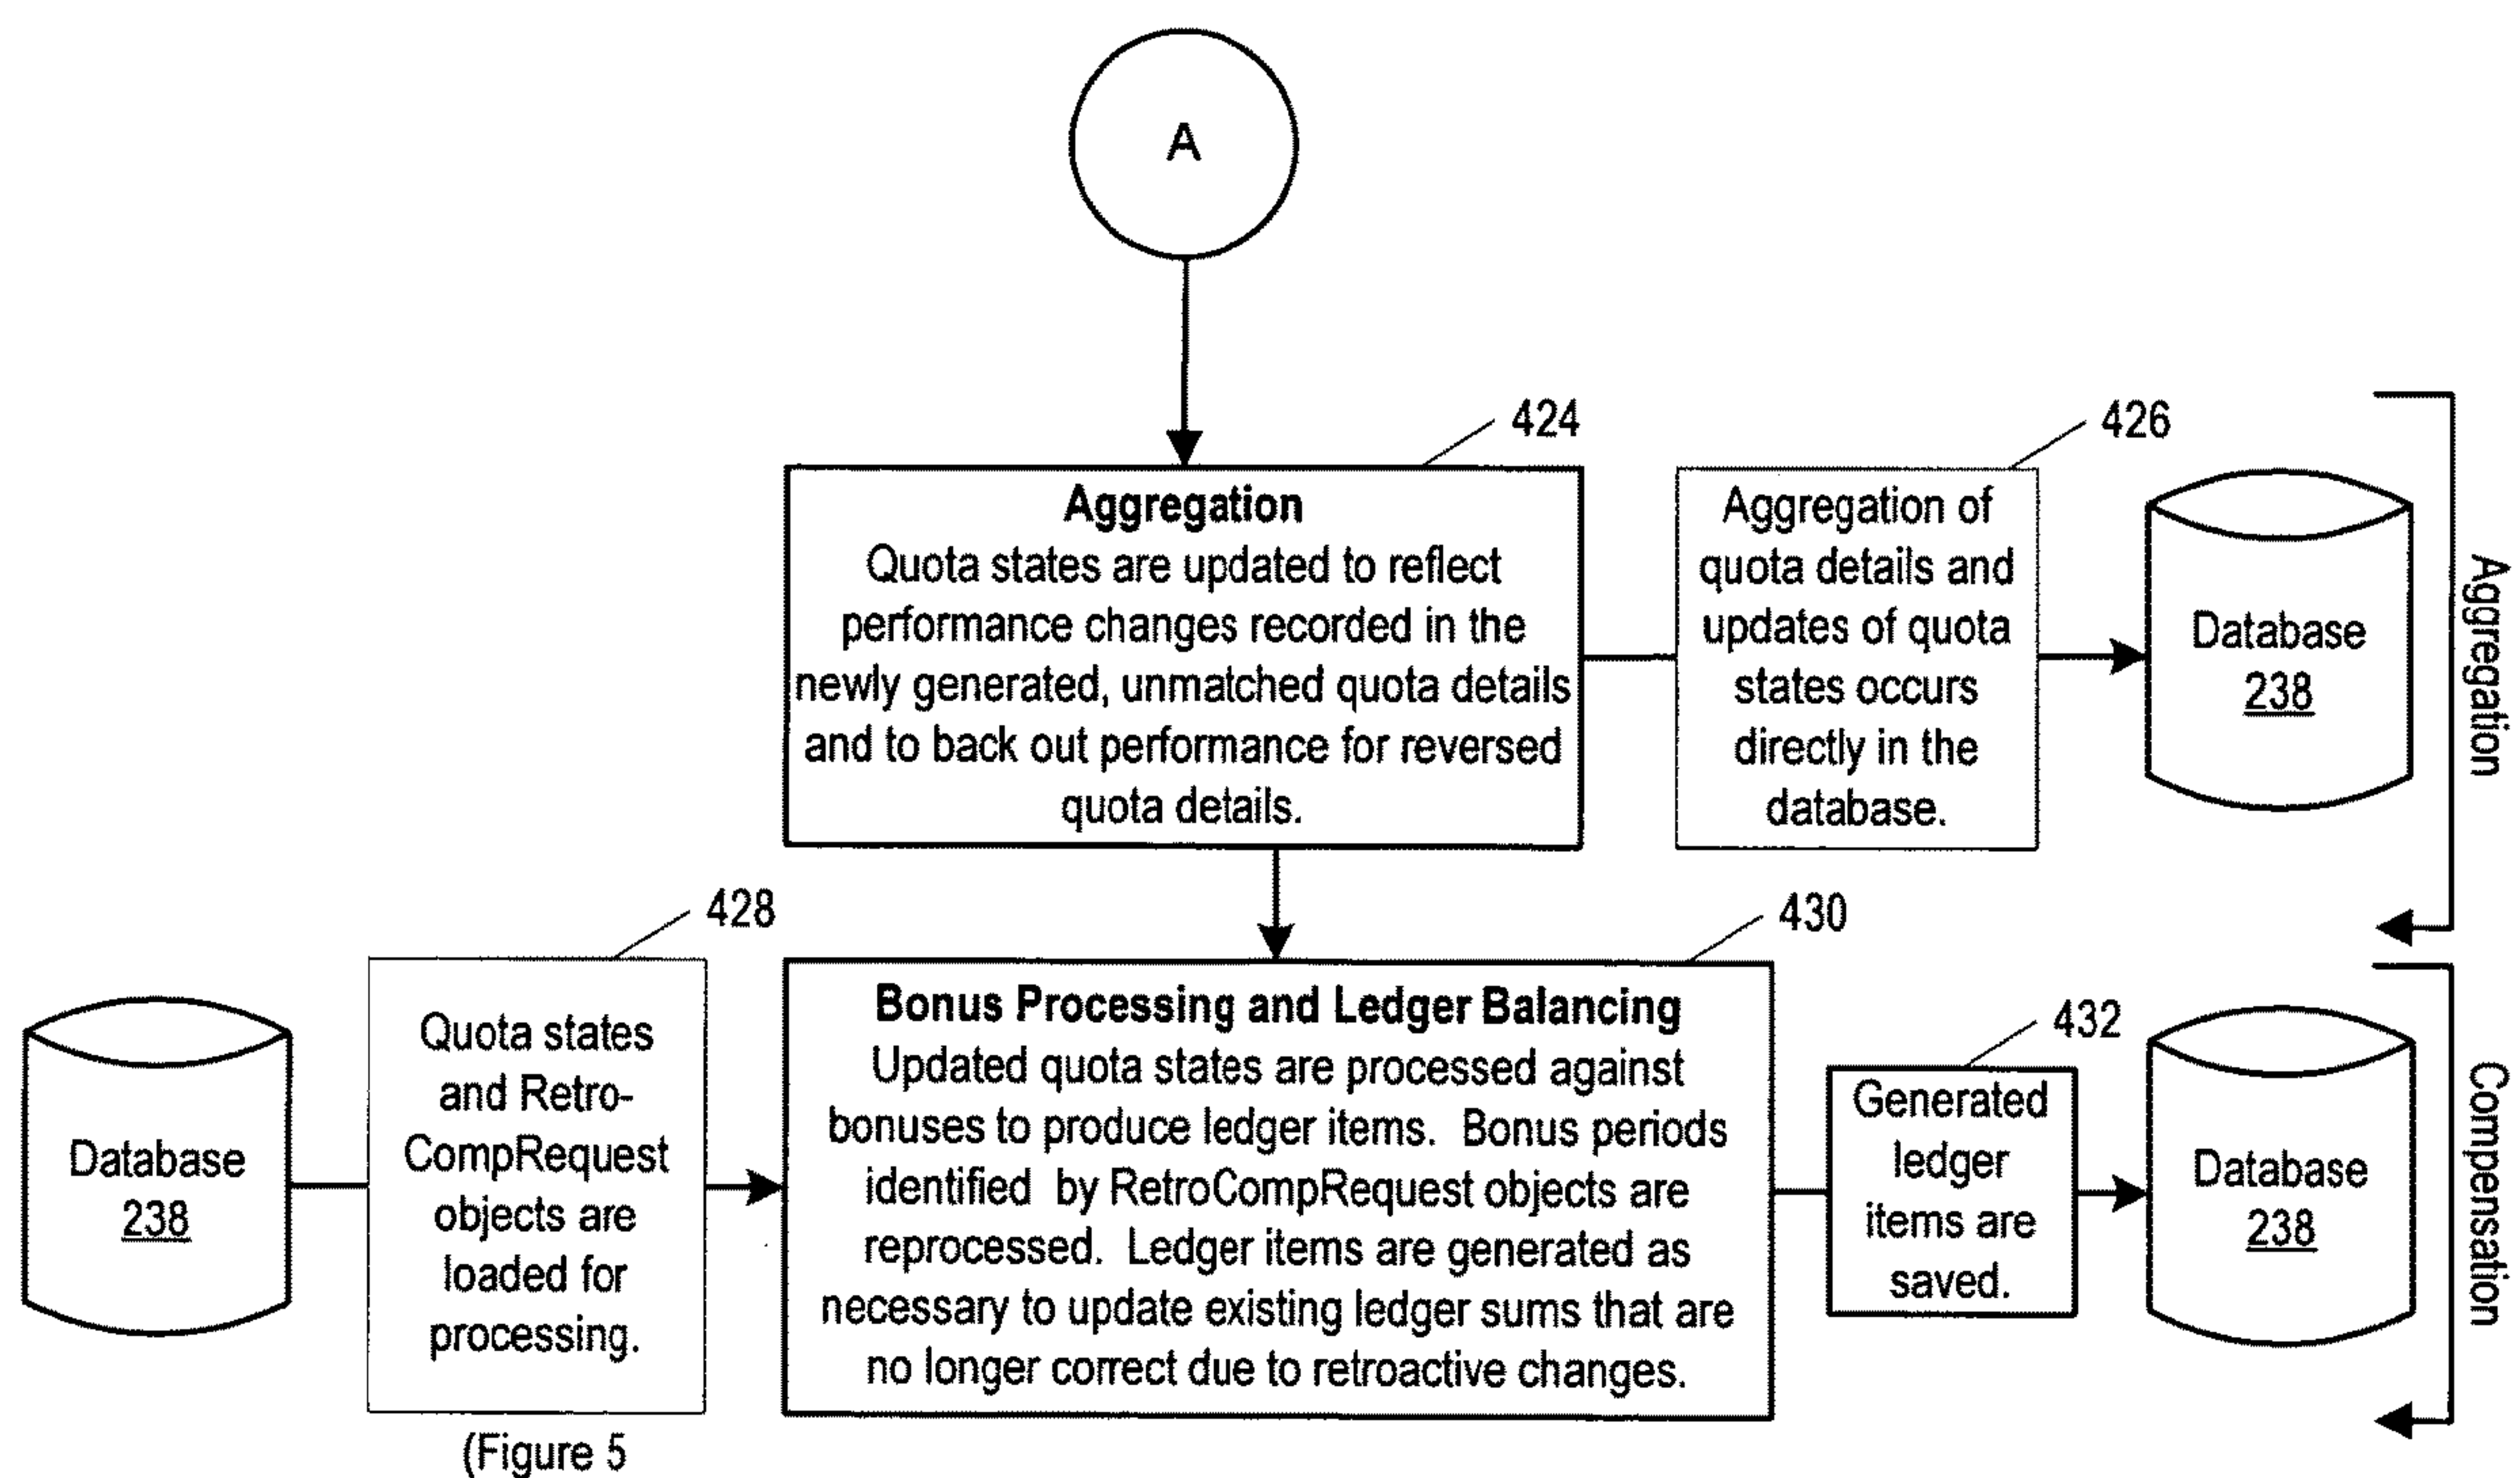 A
424
426
Aggregation
Quota states are updated to reflect
performance changes recorded in the
newly generated, unmatched quota details
and to back out performance for reversed
quota details.
Aggregation of
quota details and
updates of quota
states occurs
directly in the
database.
Database
238
Aggregation
428
430
432
Database
238
Quota states
and Retro-
CompRequest
objects are
loaded for
processing.
(Figure 5
Bonus Processing and Ledger Balancing
Updated quota states are processed against
bonuses to produce ledger items. Bonus periods
identified by RetroCompRequest objects are
reprocessed. Ledger items are generated as
necessary to update existing ledger sums that are
no longer correct due to retroactive changes.
Generated
ledger
items are
saved.
Database
238
Compensation